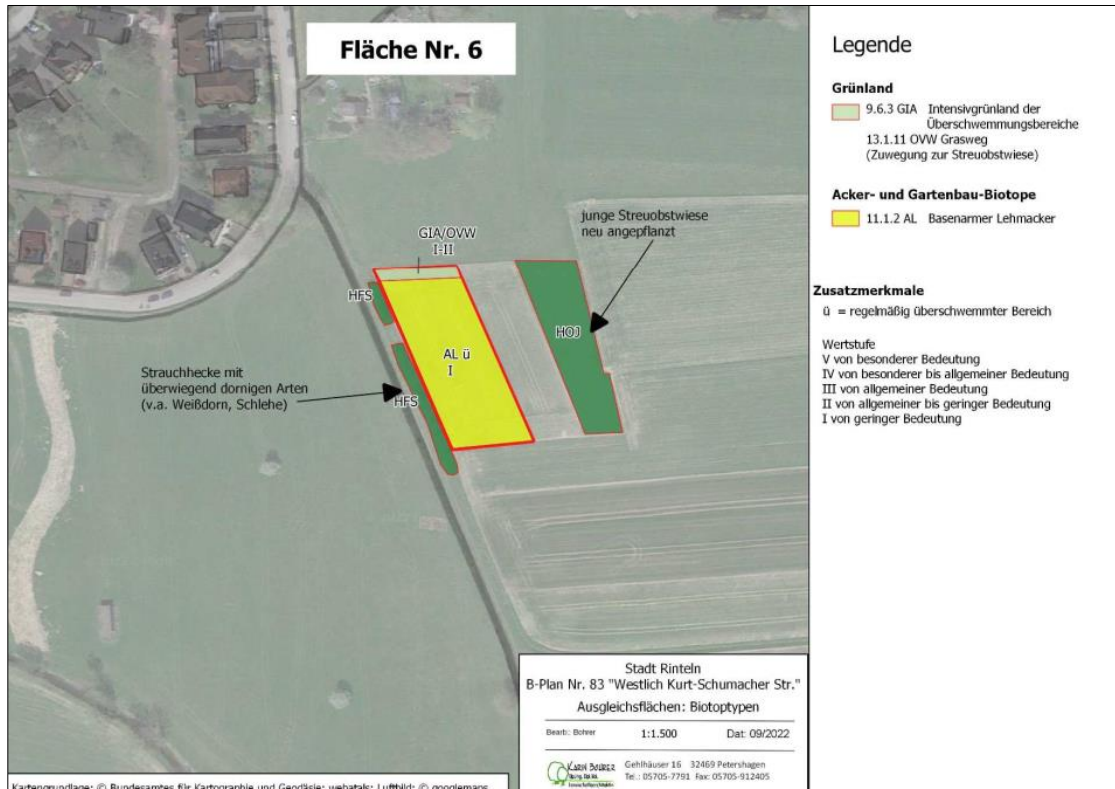 Fläche Nr. 6
GIA/OVW
I-II
junge Streuobstwiese
neu angepflanzt
HFS
HOJ
AL ü
I
Strauchhecke mit
überwiegend dornigen Arten
(v.a. Weißdorn, Schlehe)
HFS
Legende
Grünland
9.6.3 GIA Intensivgrünland der
Überschwemmungsbereiche
13.1.11 OVW Grasweg
(Zuwegung zur Streuobstwiese)
Acker- und Gartenbau-Biotope
11.1.2 AL Basenarmer Lehmacker
Zusatzmerkmale
ü = regelmäßig überschwemmter Bereich
Wertstufe
V von besonderer Bedeutung
IV von besonderer bis allgemeiner Bedeutung
III von allgemeiner Bedeutung
II von allgemeiner bis geringer Bedeutung
I von geringer Bedeutung
Stadt Rinteln
B-Plan Nr. 83 "Westlich Kurt-Schumacher Str."
Ausgleichsflächen: Biotoptypen
Bearb.: Bohrer 1:1.500 Dat: 09/2022
Karin Bohrer
Gehlhäuser 16 32469 Petershagen
Tel.: 05705-7791 Fax: 05705-912405
Kartengrundlage: © Bundesamtes für Kartographie und Geodäsie; webatals; Luftbild: © googlemaps